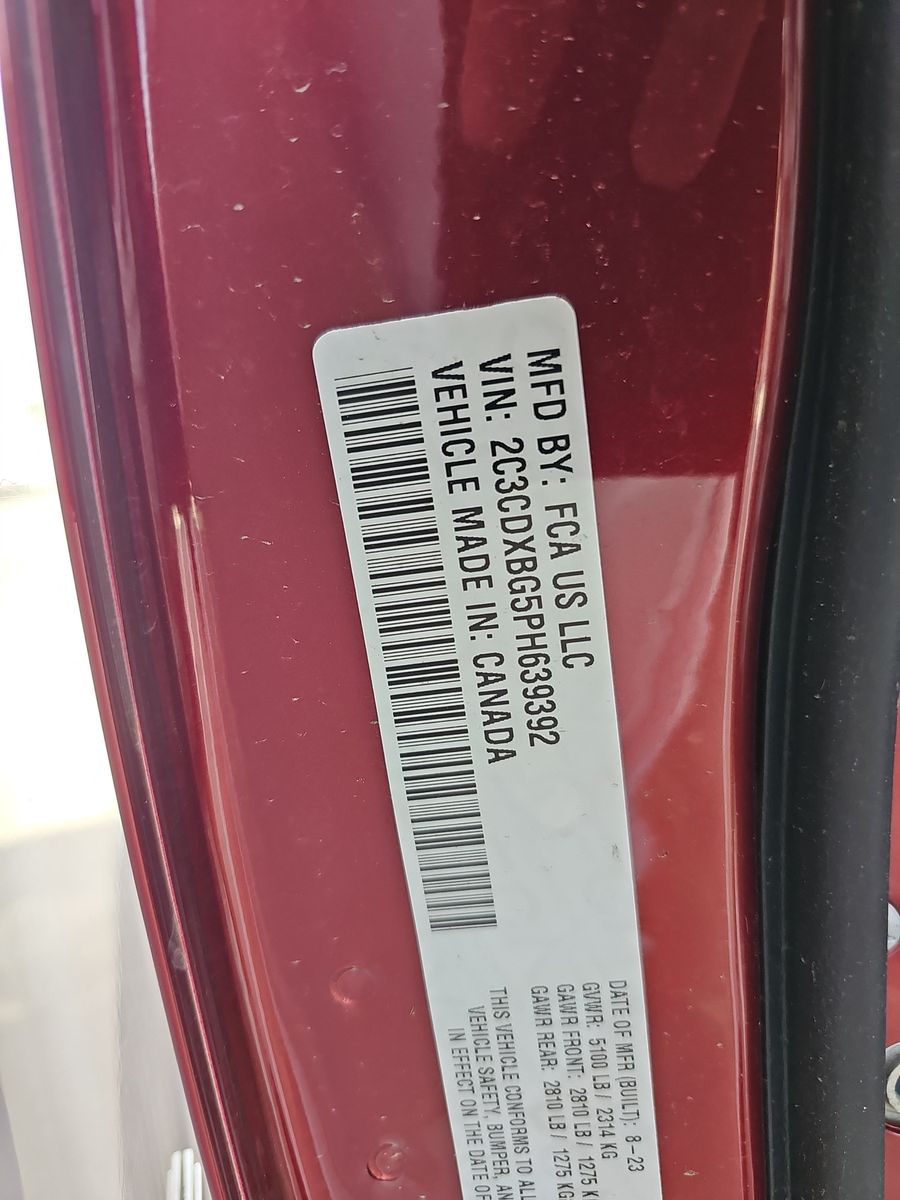 MFD BY: FCA US LLC
VIN: 2C3CDXBG5PH639392
VEHICLE MADE IN: CANADA
DATE OF MFR (BUILT): 8-23
GVWR: 5100 LB / 2314 KG
GAWR FRONT: 2810 LB / 1275 K
GAWR REAR: 2810 LB / 1275 KG
THIS VEHICLE CONFORMS TO ALL
VEHICLE SAFETY, BUMPER, AN
IN EFFECT ON THE DATE OF